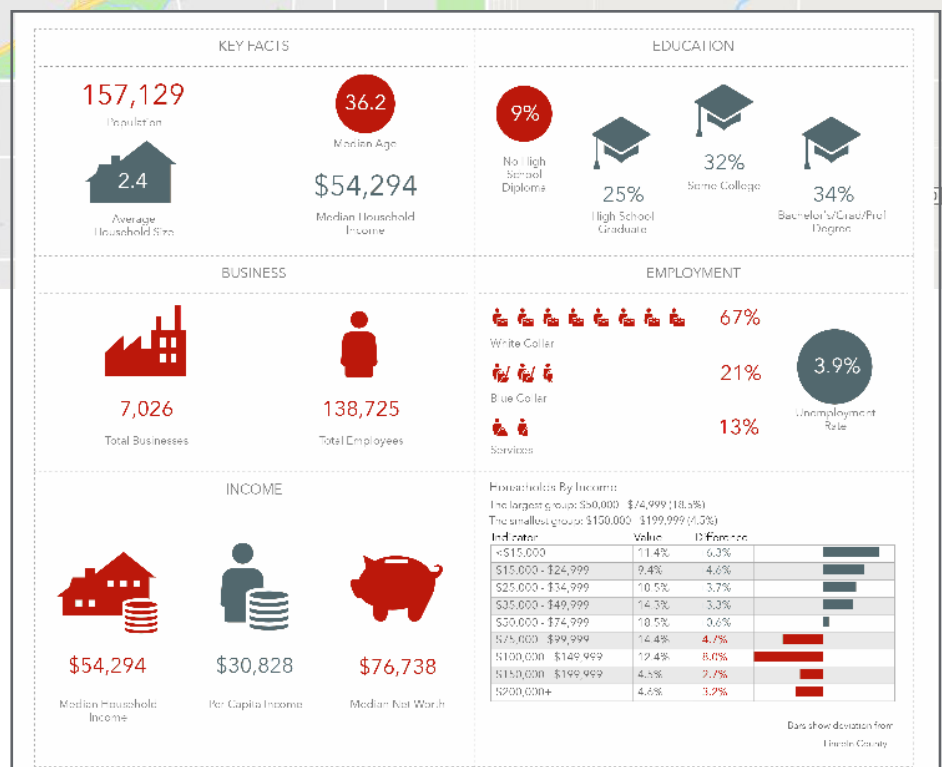 KEY FACTS
157,129
Population
36.2
Median Age
2.4
Average
Household Size
$54,294
Median Household
Income
EDUCATION
9%
No High
School
Diploma
25%
High School
Graduate
32%
Some College
34%
Bachelor's/Grad/Prof
Degree
BUSINESS
7,026
Total Businesses
138,725
Total Employees
EMPLOYMENT
67%
White Collar
21%
Blue Collar
13%
Services
3.9%
Unemployment
Rate
INCOME
$54,294
Median Household
Income
$30,828
Per Capita Income
$76,738
Median Net Worth
Households By Income
The largest group: $50,000 - $74,999 (18.5%)
The smallest group: $150,000 - $199,999 (4.5%)
Indicator Value Difference
<$15,000 11.4% 6.3%
$15,000 - $24,999 9.4% 4.6%
$25,000 - $34,999 3.7%
$35,000 - $49,999 14.3% 3.3%
$50,000 - $74,999 18.5% 0.6%
$75,000 - $99,999 14.4% 4.7%
$100,000 - $149,999 12.4% 8.0%
$150,000 - $199,999 4.5% 2.7%
$200,000+ 4.6% 3.2%
Bars show deviation from
Lincoln County